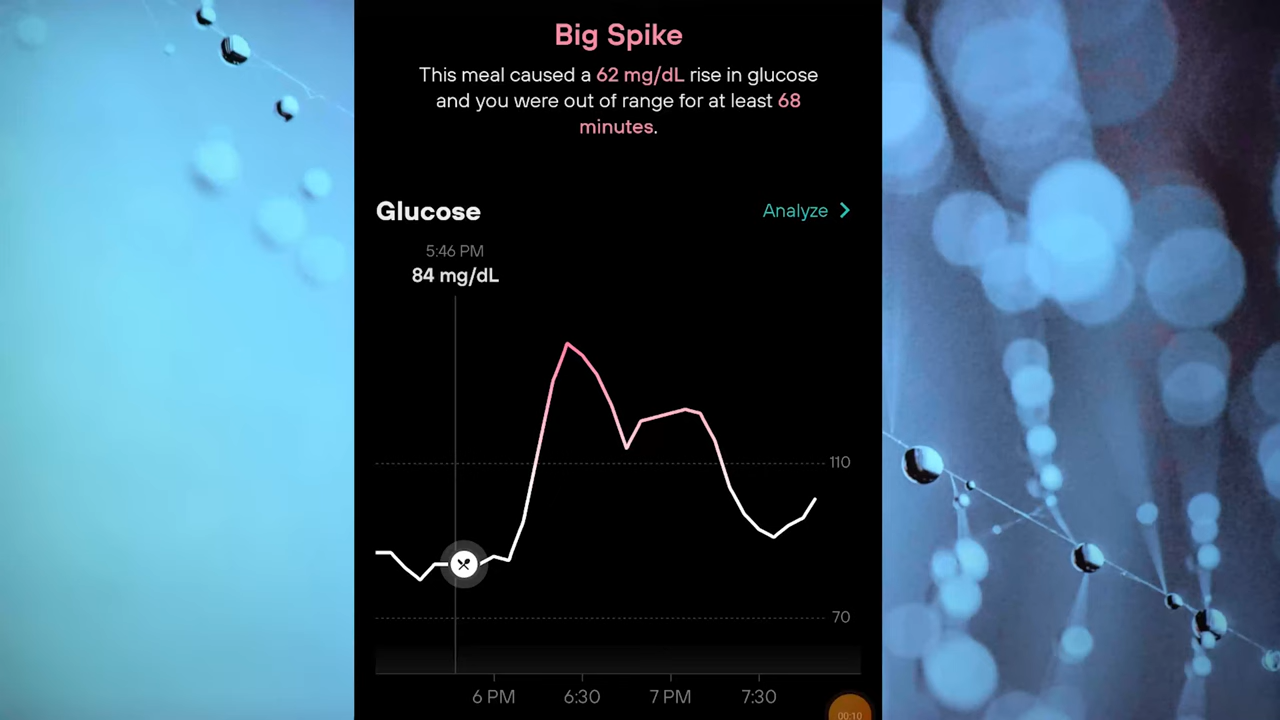 Big Spike
This meal caused a 62 mg/dL rise in glucose
and you were out of range for at least 68
minutes.
Glucose
Analyze
5:46 PM
84 mg/dL
110
70
6 PM 6:30 7 PM 7:30
00:10